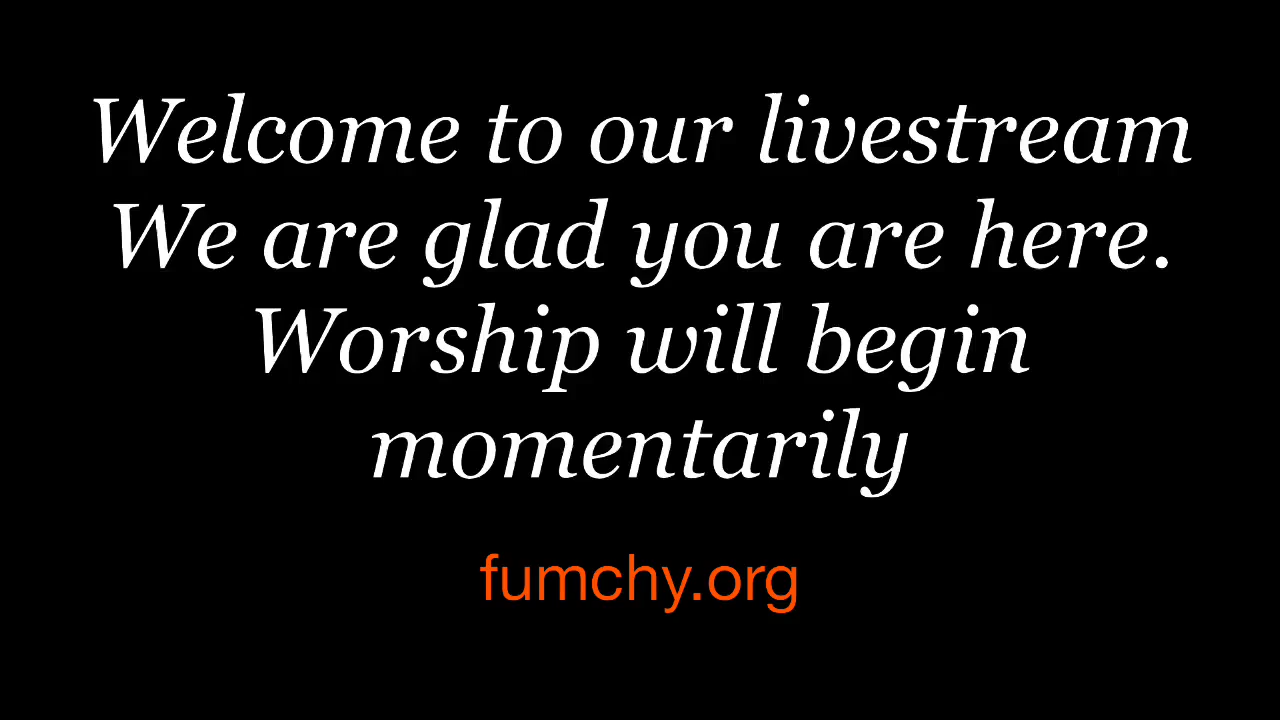 Welcome to our livestream
We are glad you are here.
Worship will begin
momentarily
fumchy.org